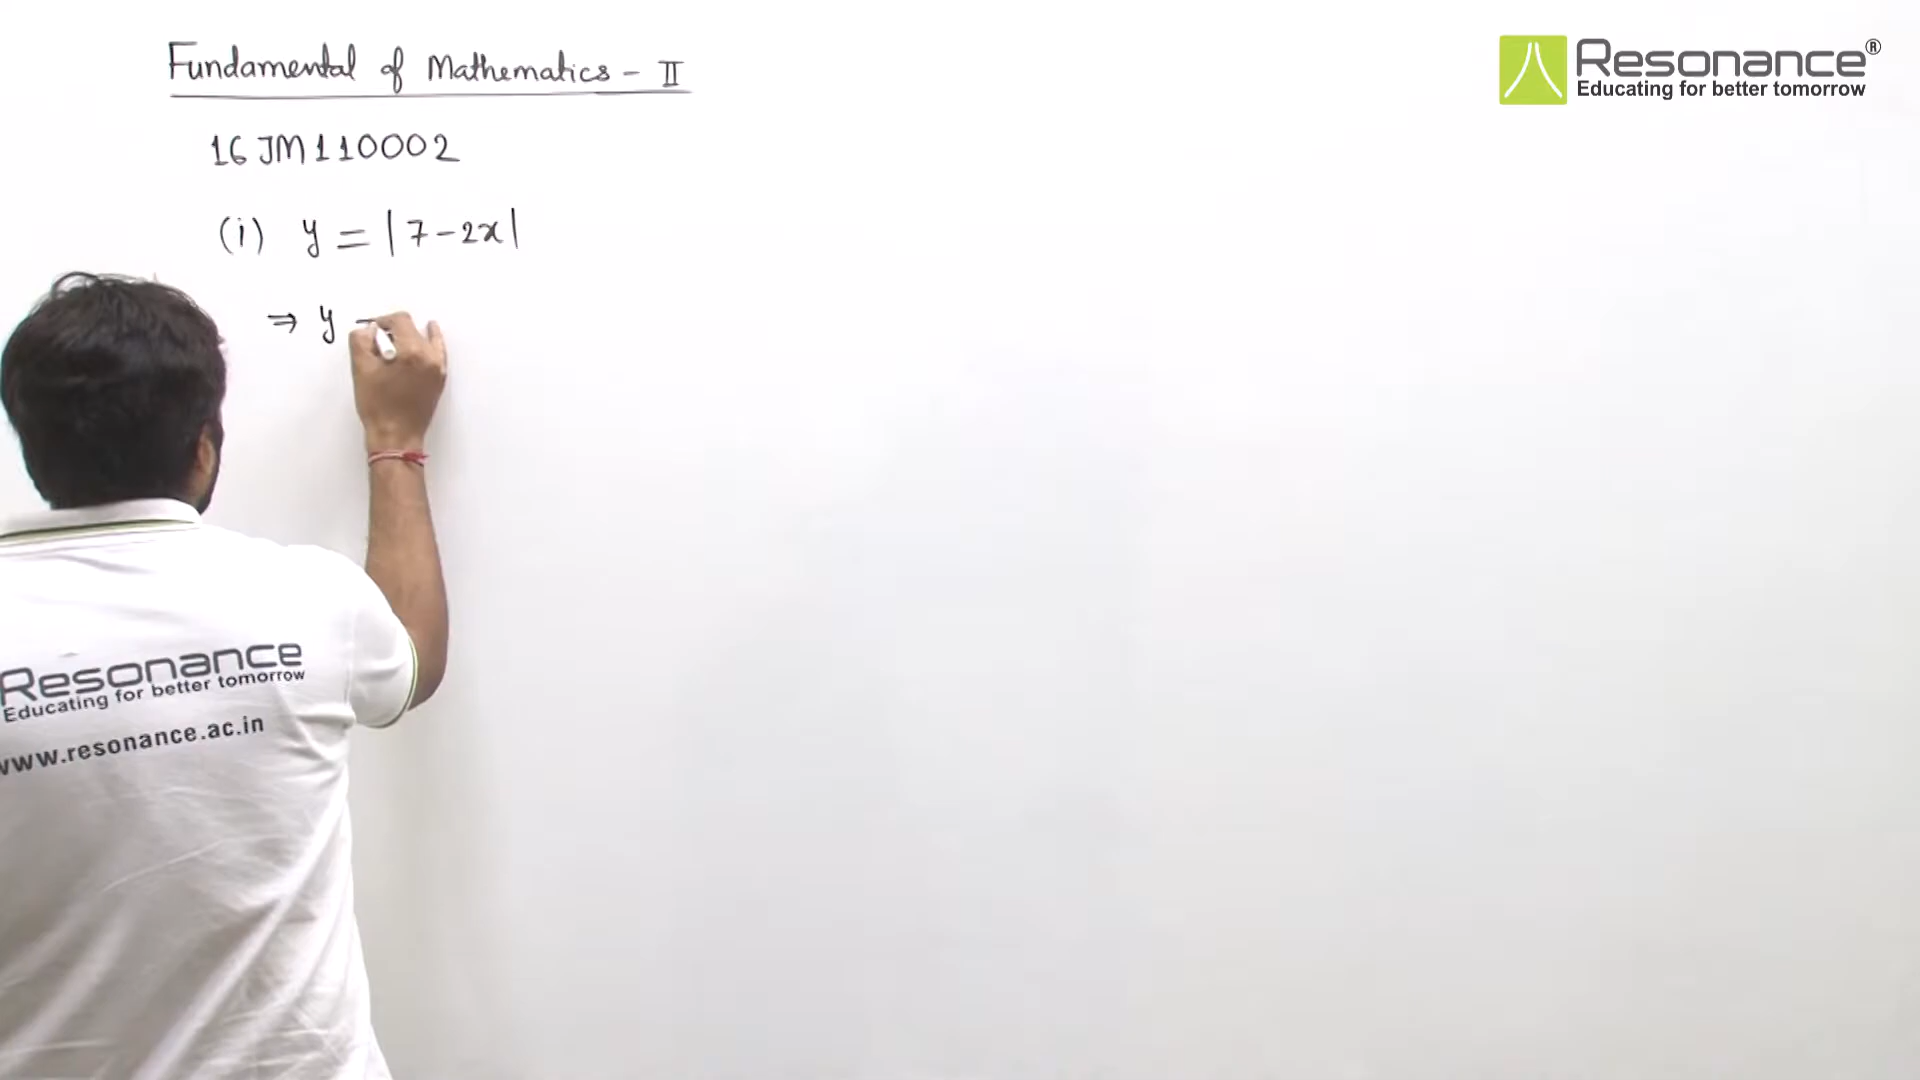 Fundamental of Mathematics - II
16JM110002
(i) y = |7-2x|
⇒ y
Resonance®
Educating for better tomorrow
Resonance
Educating for better tomorrow
www.resonance.ac.in